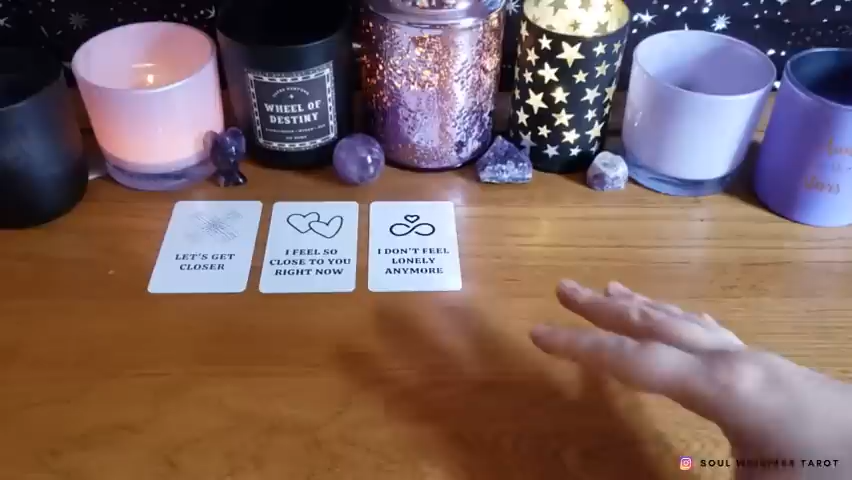 WHEEL OF
DESTINY
LET'S GET
CLOSER
I FEEL SO
CLOSE TO YOU
RIGHT NOW
I DON'T FEEL
LONELY
ANYMORE
SOUL WHISPER TAROT